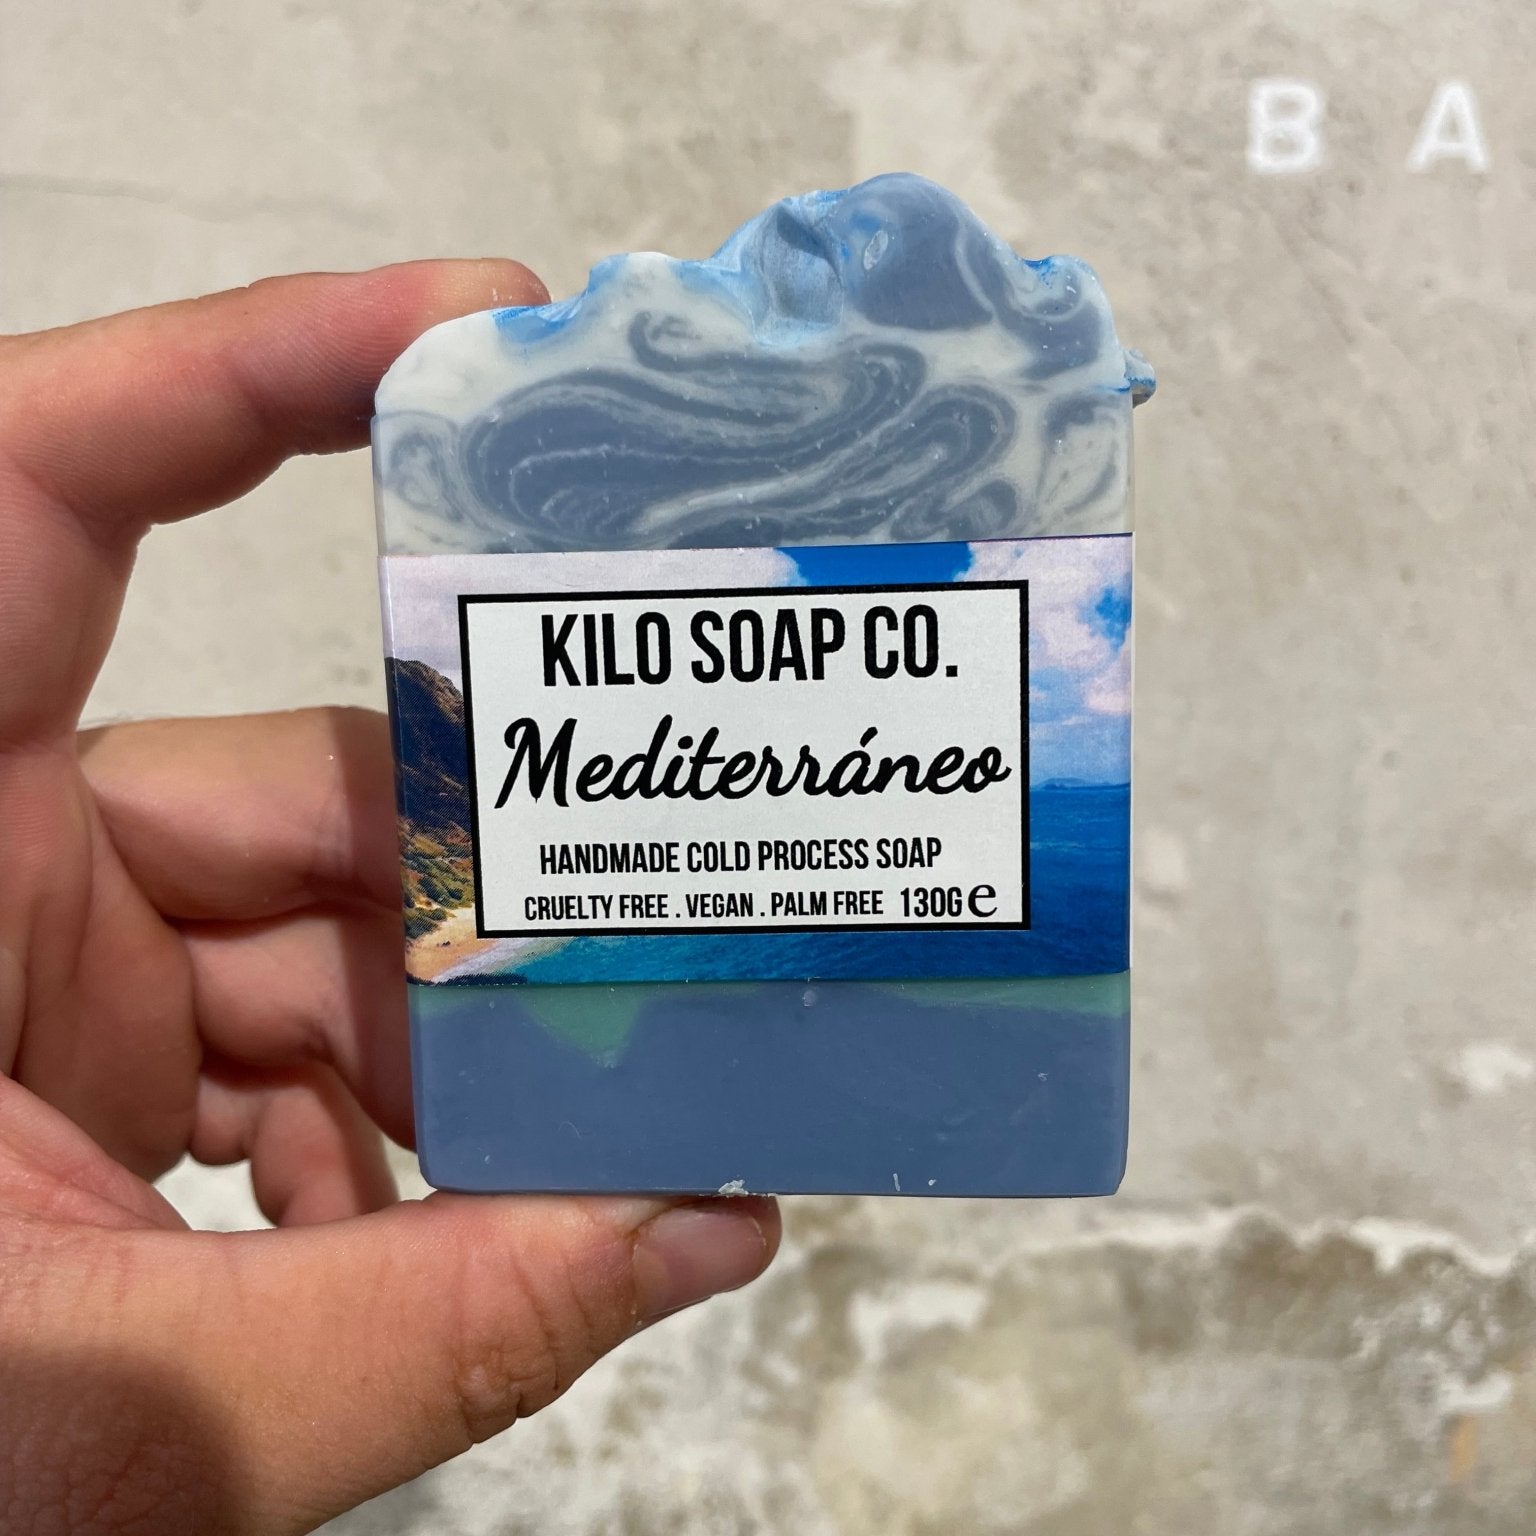 B A
KILO SOAP CO.
Mediterráneo
HANDMADE COLD PROCESS SOAP
CRUELTY FREE . VEGAN . PALM FREE 130G e